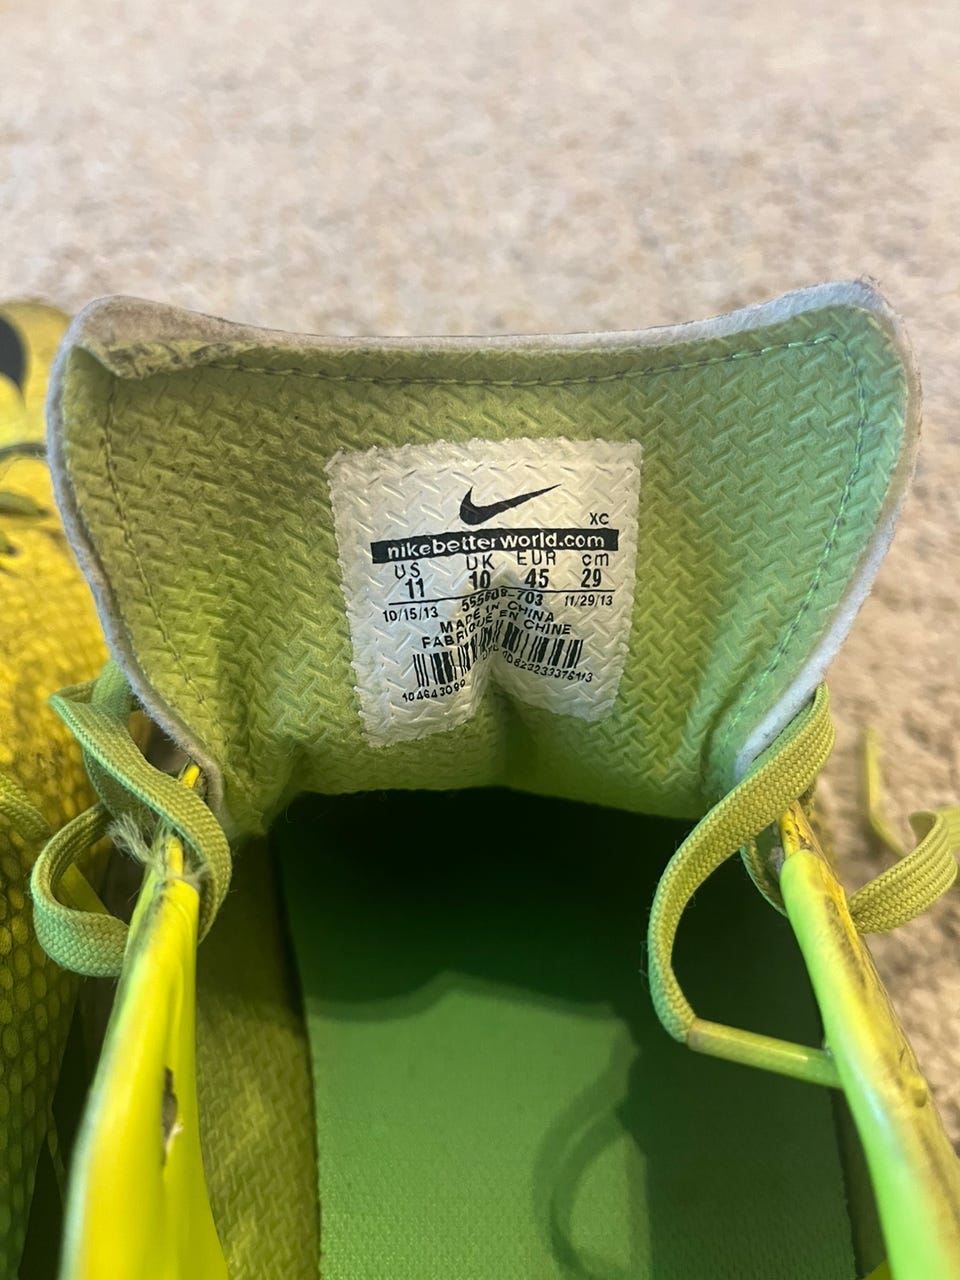 XC
nikebetterworld.com
US UK EUR cm
11 10 45 29
10/15/13 11/29/13
MADE IN CHINA
FABRIQUE EN CHINE